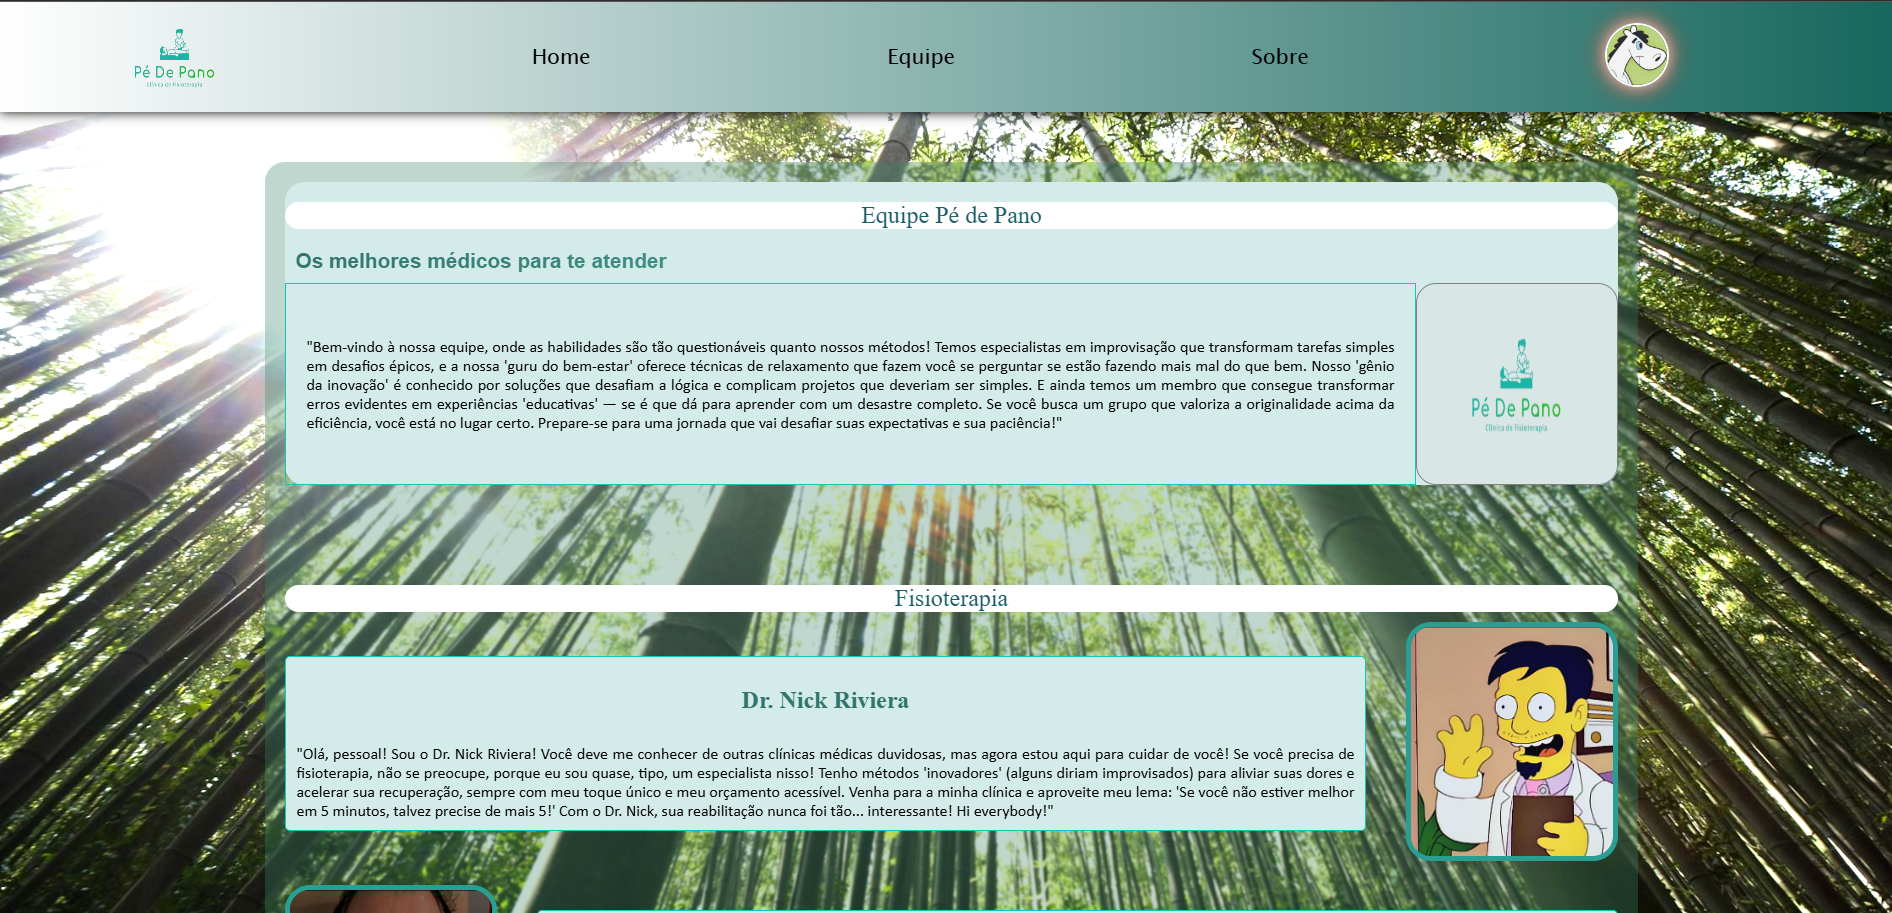 Pé De Pano
Clínica de Fisioterapia
Home
Equipe
Sobre
Equipe Pé de Pano
Os melhores médicos para te atender
"Bem-vindo à nossa equipe, onde as habilidades são tão questionáveis quanto nossos métodos! Temos especialistas em improvisação que transformam tarefas simples
em desafios épicos, e a nossa 'guru do bem-estar' oferece técnicas de relaxamento que fazem você se perguntar se estão fazendo mais mal do que bem. Nosso 'gênio
da inovação' é conhecido por soluções que desafiam a lógica e complicam projetos que deveriam ser simples. E ainda temos um membro que consegue transformar
erros evidentes em experiências 'educativas' — se é que dá para aprender com um desastre completo. Se você busca um grupo que valoriza a originalidade acima da
eficiência, você está no lugar certo. Prepare-se para uma jornada que vai desafiar suas expectativas e sua paciência!"
Pé De Pano
Clínica de Fisioterapia
Fisioterapia
Dr. Nick Riviera
"Olá, pessoal! Sou o Dr. Nick Riviera! Você deve me conhecer de outras clínicas médicas duvidosas, mas agora estou aqui para cuidar de você! Se você precisa de
fisioterapia, não se preocupe, porque eu sou quase, tipo, um especialista nisso! Tenho métodos 'inovadores' (alguns diriam improvisados) para aliviar suas dores e
acelerar sua recuperação, sempre com meu toque único e meu orçamento acessível. Venha para a minha clínica e aproveite meu lema: 'Se você não estiver melhor
em 5 minutos, talvez precise de mais 5!' Com o Dr. Nick, sua reabilitação nunca foi tão... interessante! Hi everybody!"